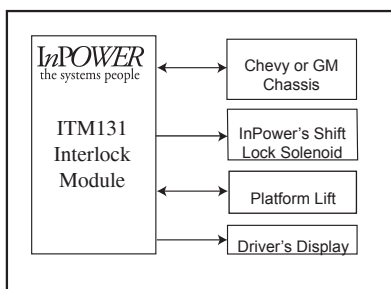 InPOWER
the systems people
ITM131
Interlock
Module
Chevy or GM
Chassis
InPower's Shift
Lock Solenoid
Platform Lift
Driver's Display